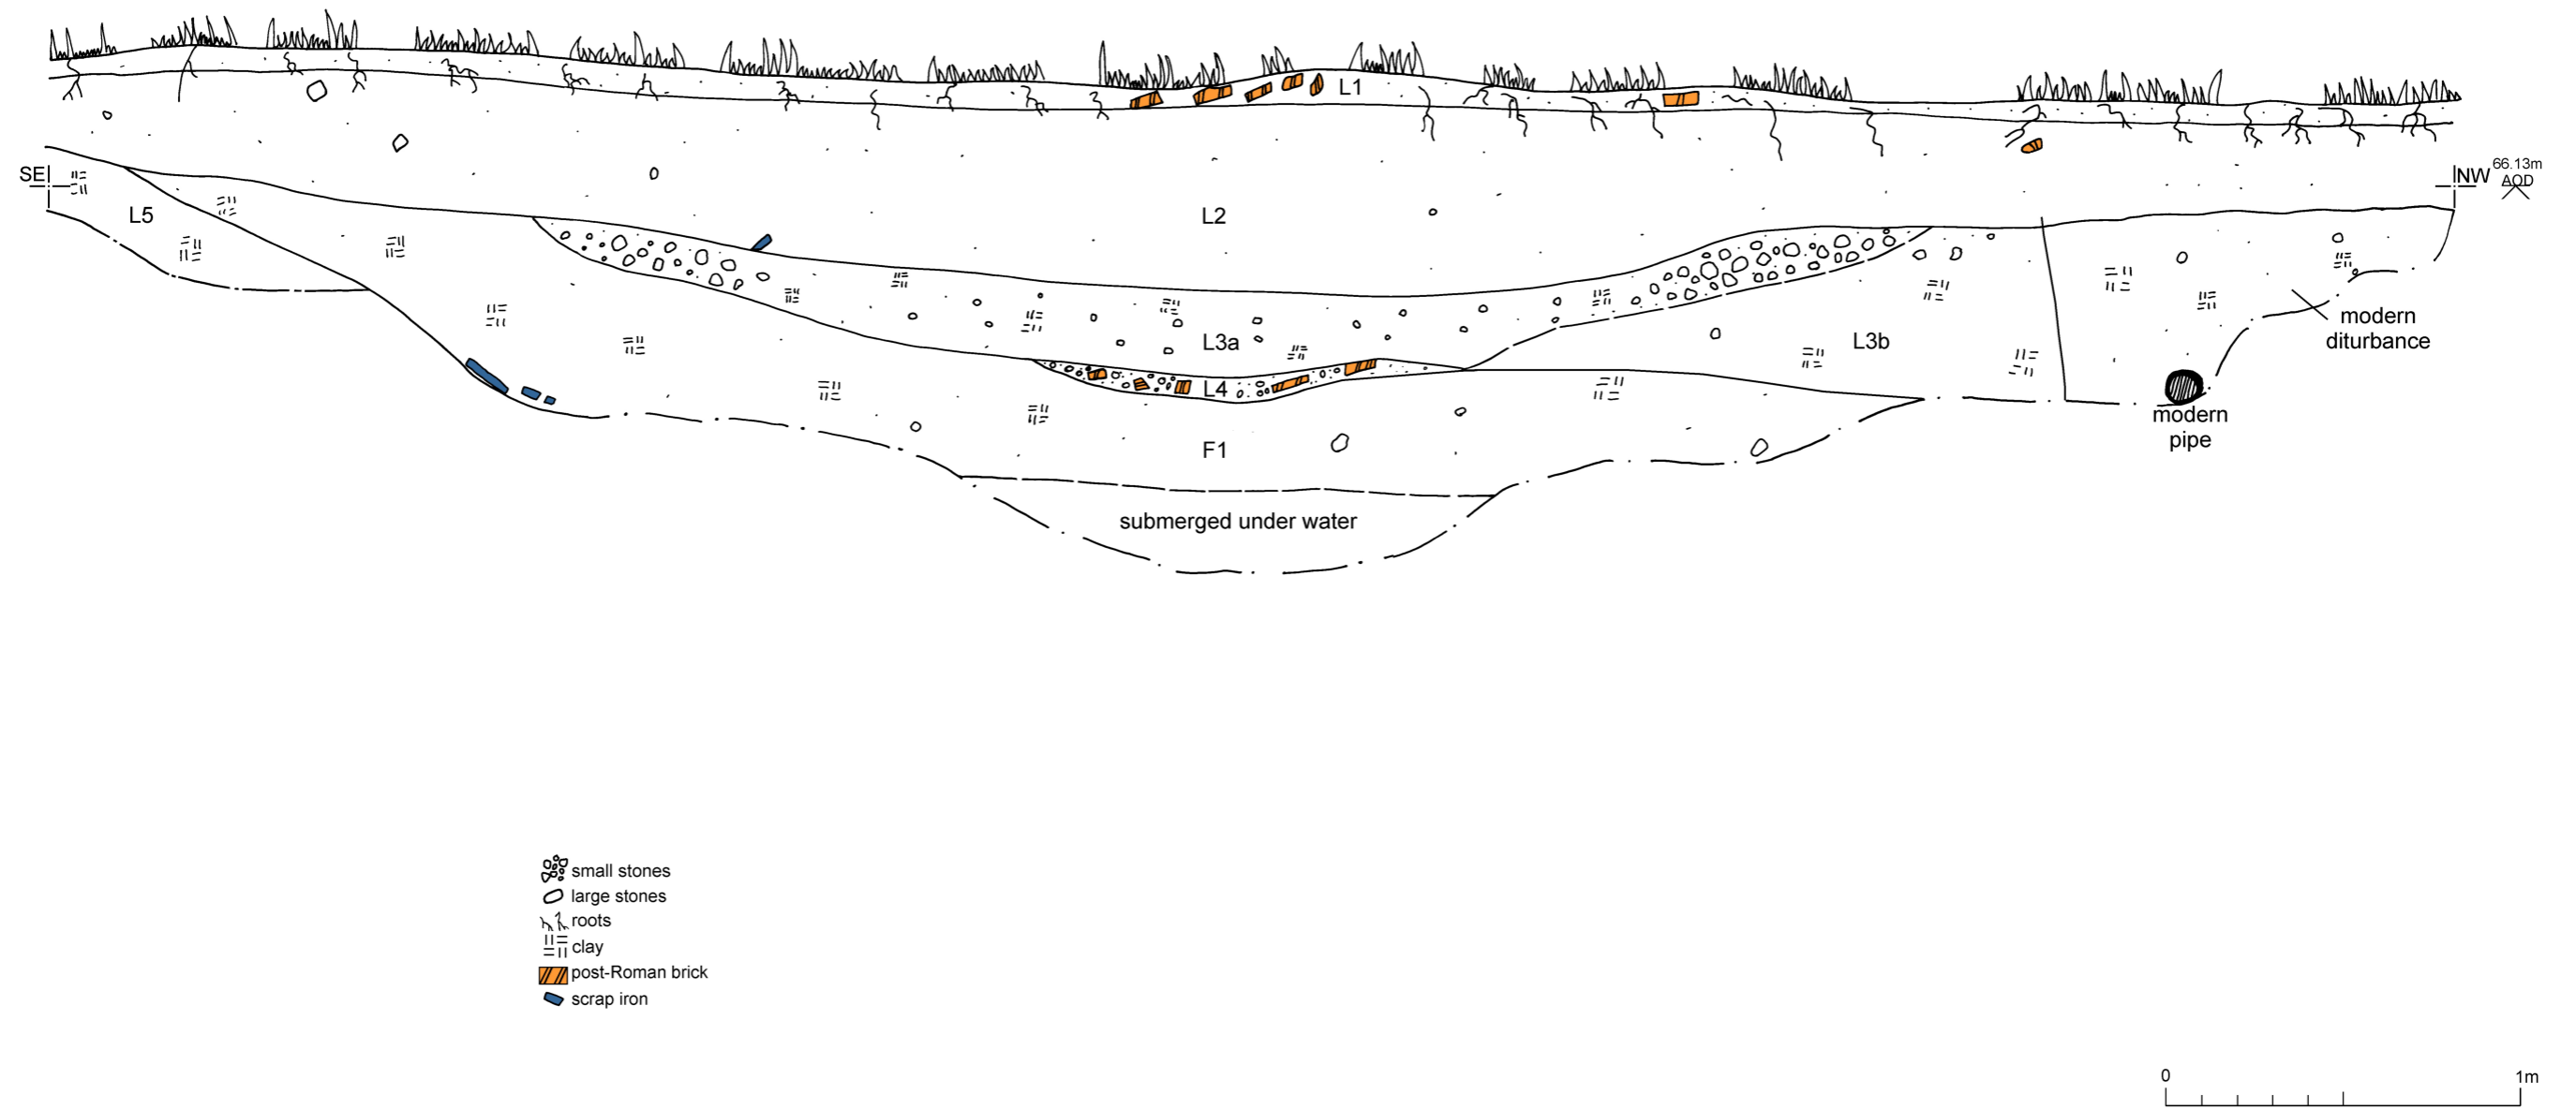 L1
SE
NW 66.13m
AOD
L5
L2
L3a
L3b
modern
diturbance
L4
modern
pipe
F1
submerged under water
small stones
large stones
roots
clay
post-Roman brick
scrap iron
0 1m